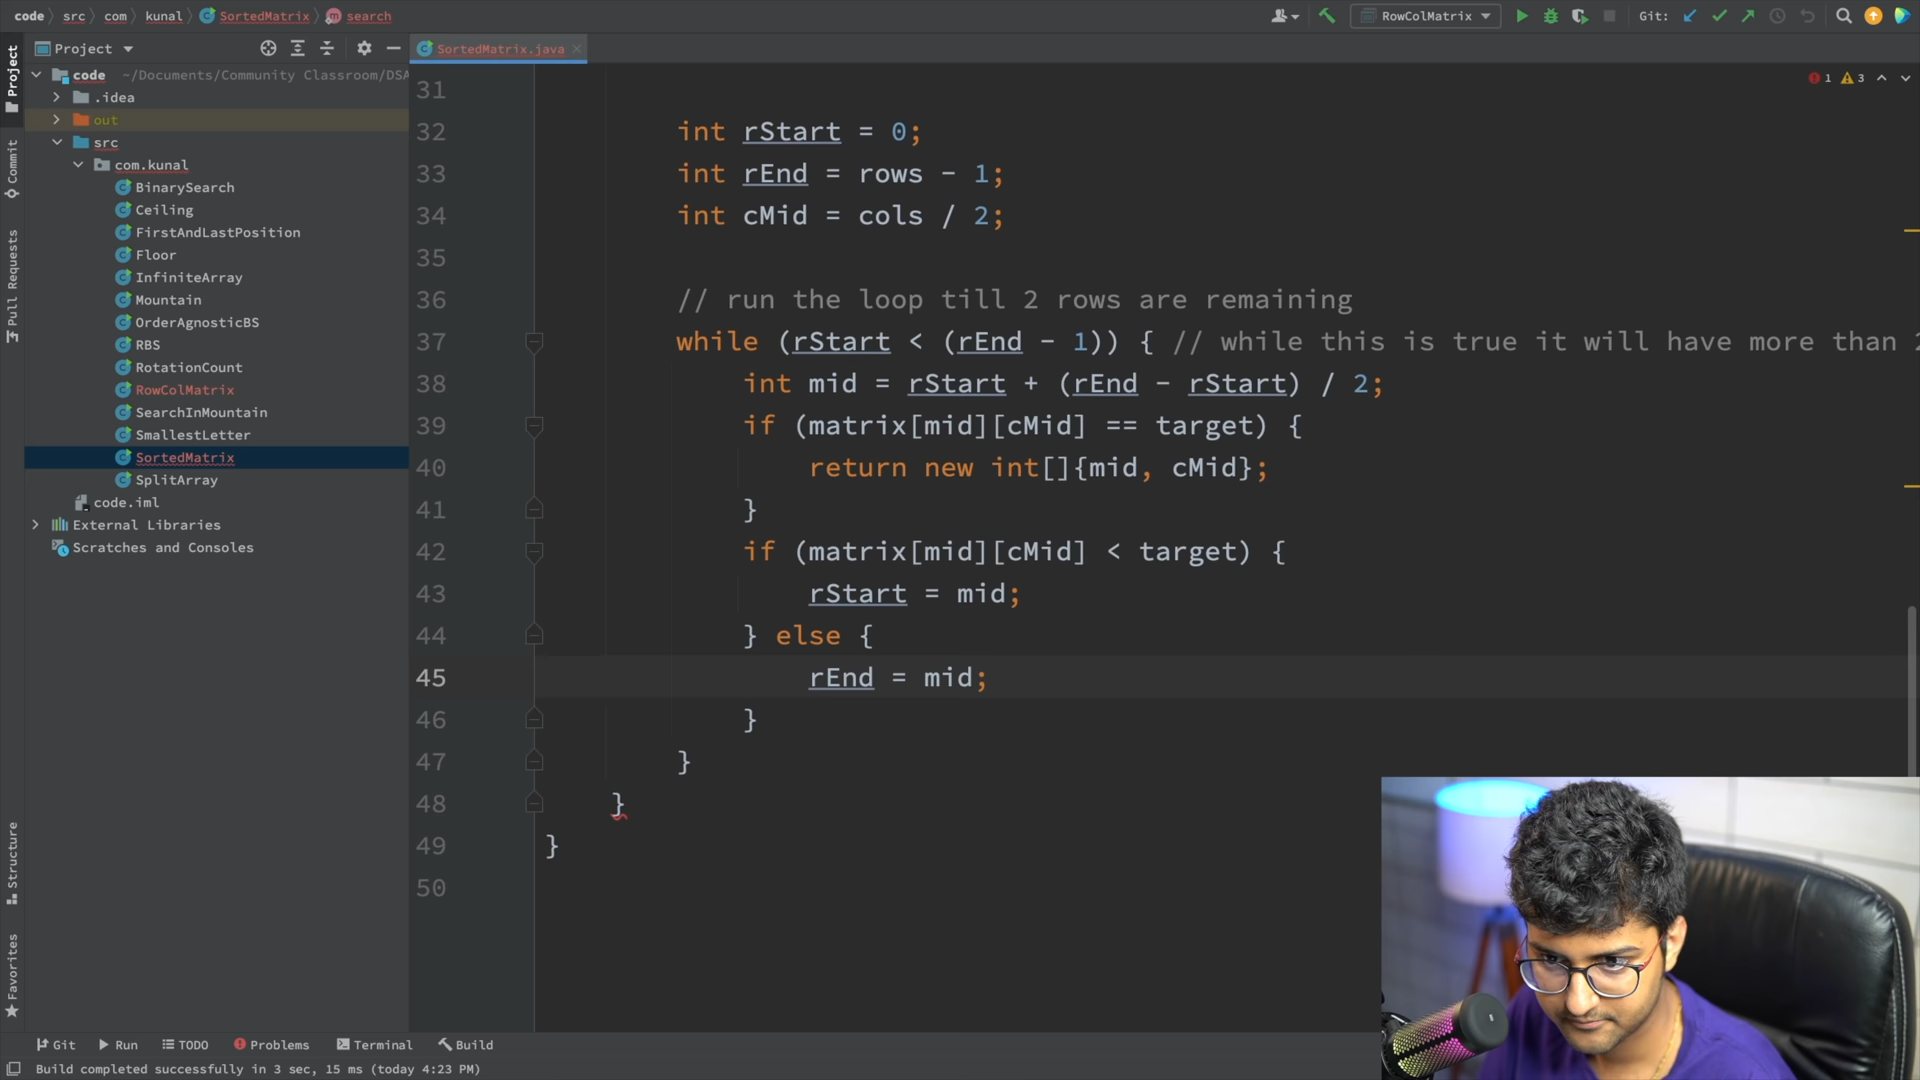 code src com kunal SortedMatrix search
RowColMatrix
Git:
Project
SortedMatrix.java
code ~/Documents/Community Classroom/DSA
.idea
out
src
com.kunal
BinarySearch
Ceiling
FirstAndLastPosition
Floor
InfiniteArray
Mountain
OrderAgnosticBS
RBS
RotationCount
RowColMatrix
SearchInMountain
SmallestLetter
SortedMatrix
SplitArray
code.iml
External Libraries
Scratches and Consoles
Project
Commit
Pull Requests
Structure
Favorites
1 3
31
32 int rStart = 0;
33 int rEnd = rows - 1;
34 int cMid = cols / 2;
35
36 // run the loop till 2 rows are remaining
37 while (rStart < (rEnd - 1)) { // while this is true it will have more than 2
38 int mid = rStart + (rEnd - rStart) / 2;
39 if (matrix[mid][cMid] == target) {
40 return new int[]{mid, cMid};
41 }
42 if (matrix[mid][cMid] < target) {
43 rStart = mid;
44 } else {
45 rEnd = mid;
46 }
47 }
48 }
49 }
50
Git Run TODO Problems Terminal Build
Build completed successfully in 3 sec, 15 ms (today 4:23 PM)